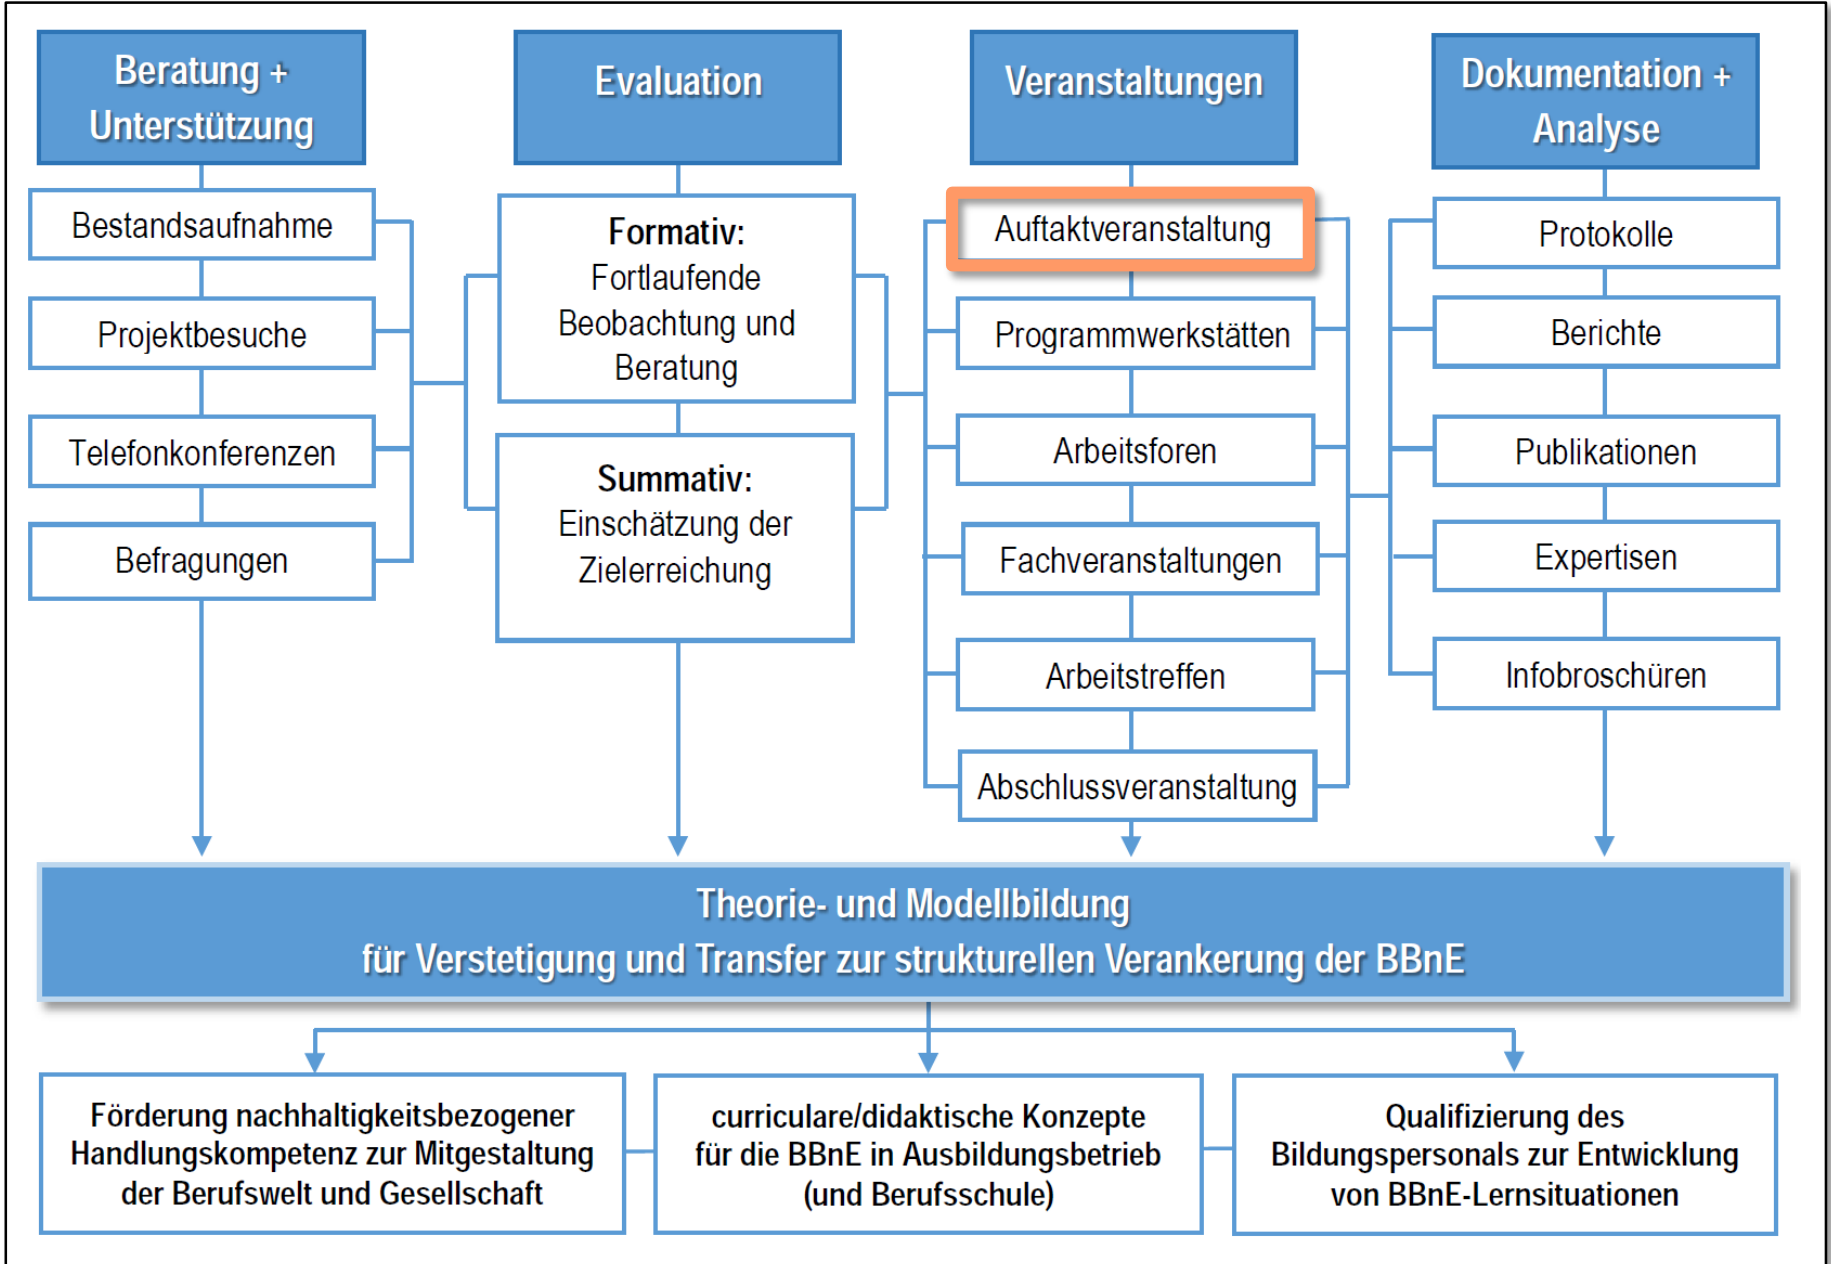 Beratung +
Unterstützung
Evaluation
Veranstaltungen
Dokumentation +
Analyse
Bestandsaufnahme
Projektbesuche
Telefonkonferenzen
Befragungen
Formativ:
Fortlaufende
Beobachtung und
Beratung
Summativ:
Einschätzung der
Zielerreichung
Auftaktveranstaltung
Programmwerkstätten
Arbeitsforen
Fachveranstaltungen
Arbeitstreffen
Abschlussveranstaltung
Protokolle
Berichte
Publikationen
Expertisen
Infobroschüren
Theorie- und Modellbildung
für Verstetigung und Transfer zur strukturellen Verankerung der BBnE
Förderung nachhaltigkeitsbezogener
Handlungskompetenz zur Mitgestaltung
der Berufswelt und Gesellschaft
curriculare/didaktische Konzepte
für die BBnE in Ausbildungsbetrieb
(und Berufsschule)
Qualifizierung des
Bildungspersonals zur Entwicklung
von BBnE-Lernsituationen